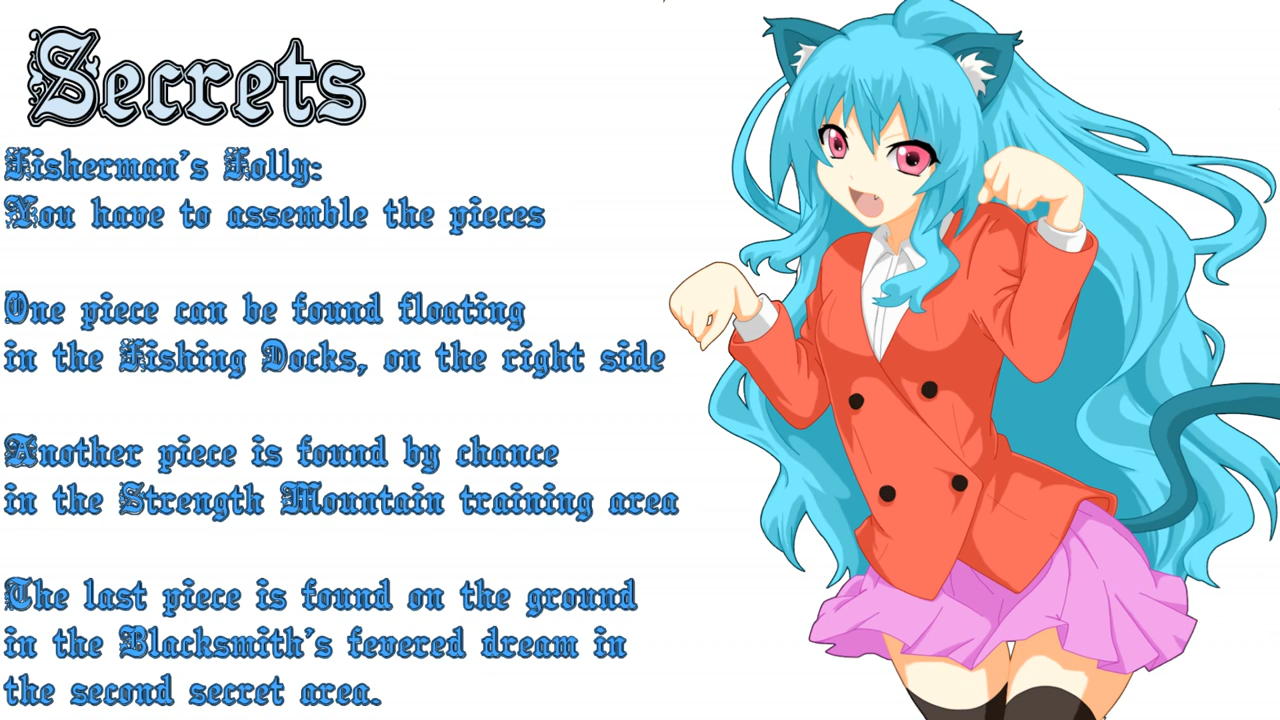 Secrets
Fisherman's Folly:
You have to assemble the pieces
One piece can be found floating
in the Fishing Docks, on the right side
Another piece is found by chance
in the Strength Mountain training area
The last piece is found on the ground
in the Blacksmith's fevered dream in
the second secret area.